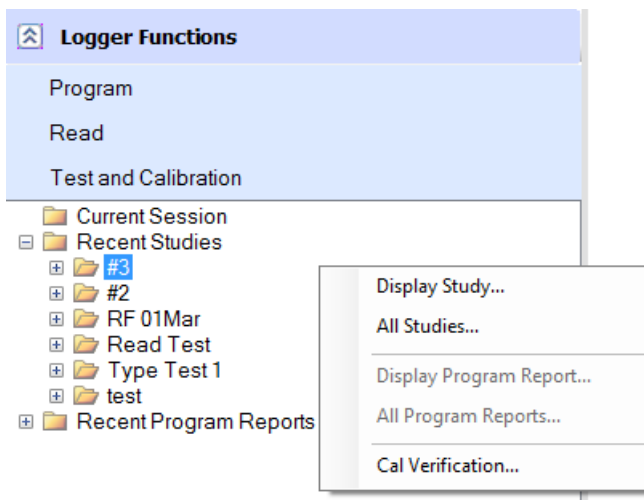 Logger Functions
Program
Read
Test and Calibration
Current Session
Recent Studies
#3
#2
RF 01Mar
Read Test
Type Test 1
test
Recent Program Reports
Display Study...
All Studies...
Display Program Report...
All Program Reports...
Cal Verification...